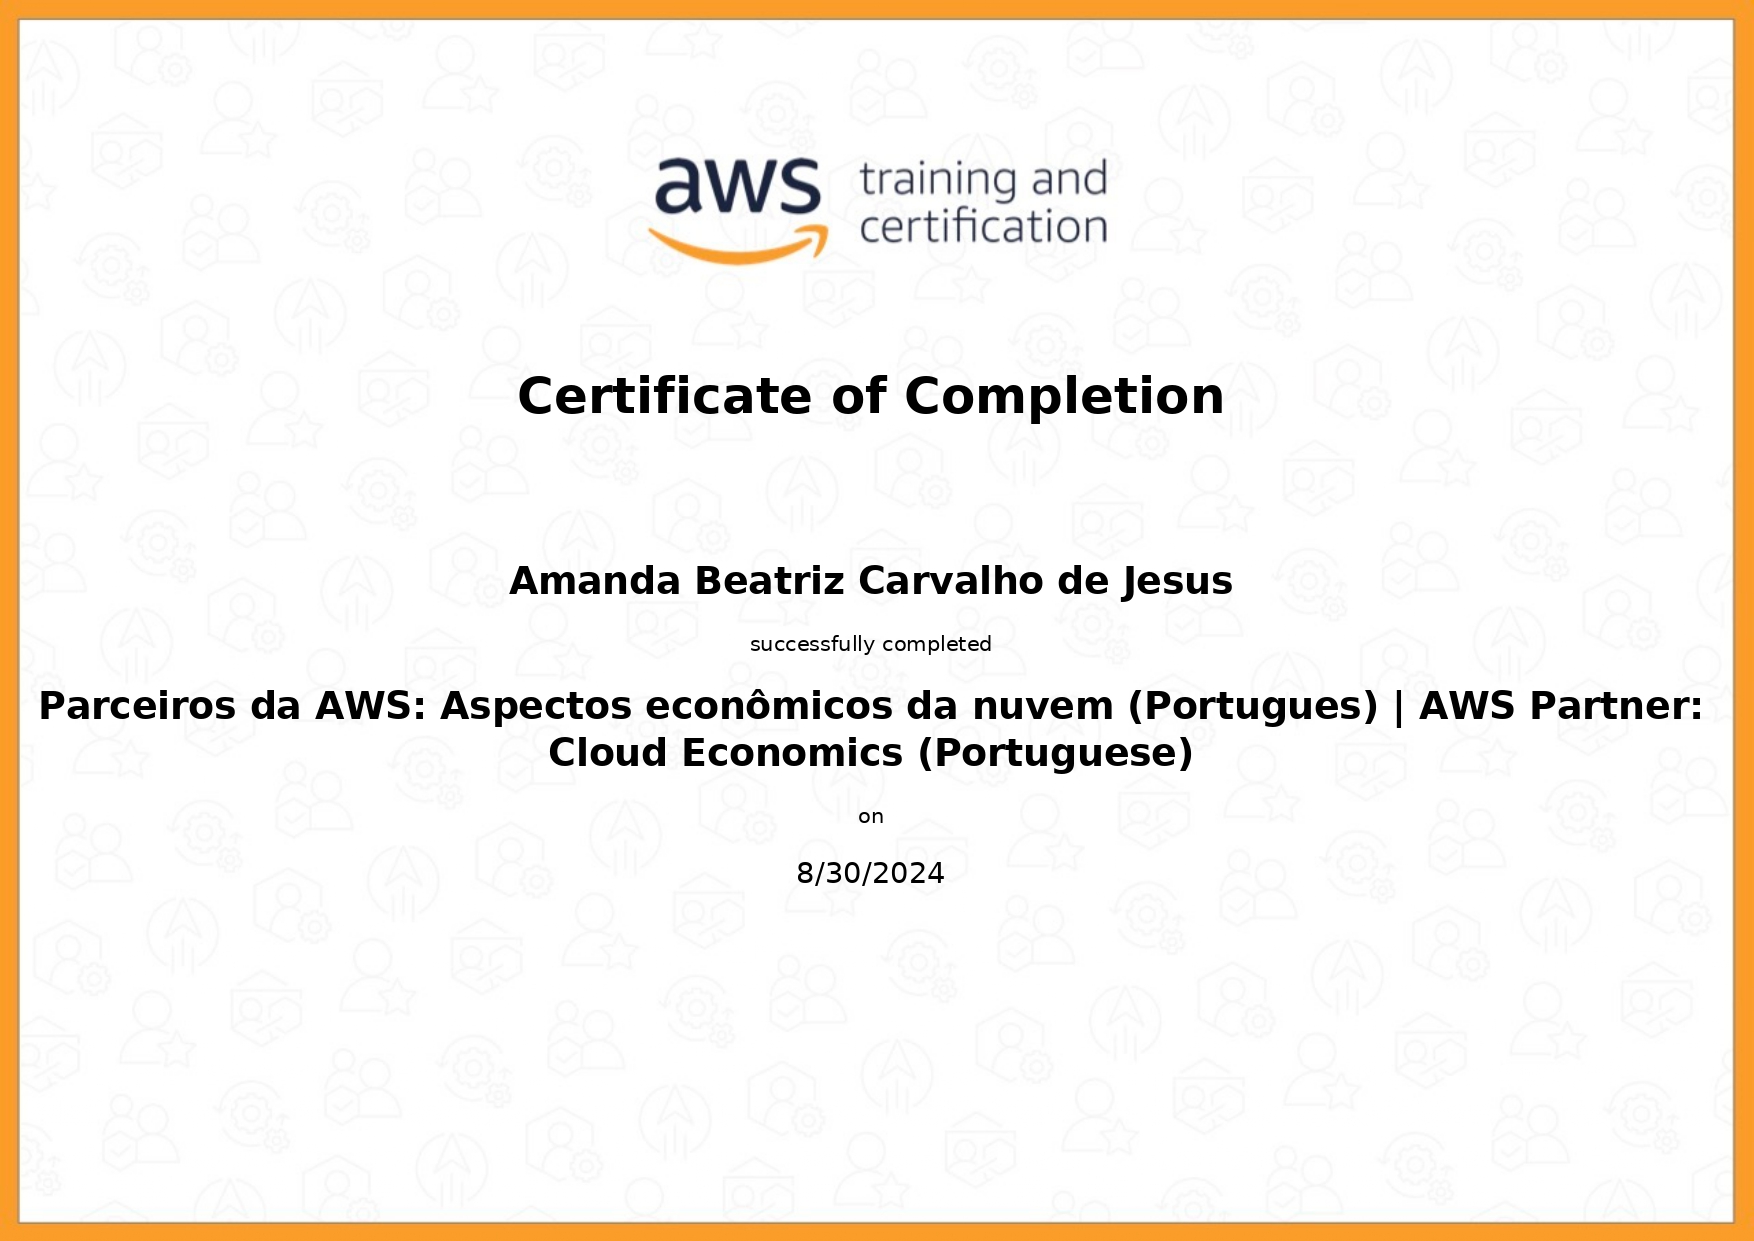 aws
training and
certification
Certificate of Completion
Amanda Beatriz Carvalho de Jesus
successfully completed
Parceiros da AWS: Aspectos econômicos da nuvem (Portugues) | AWS Partner:
Cloud Economics (Portuguese)
on
8/30/2024